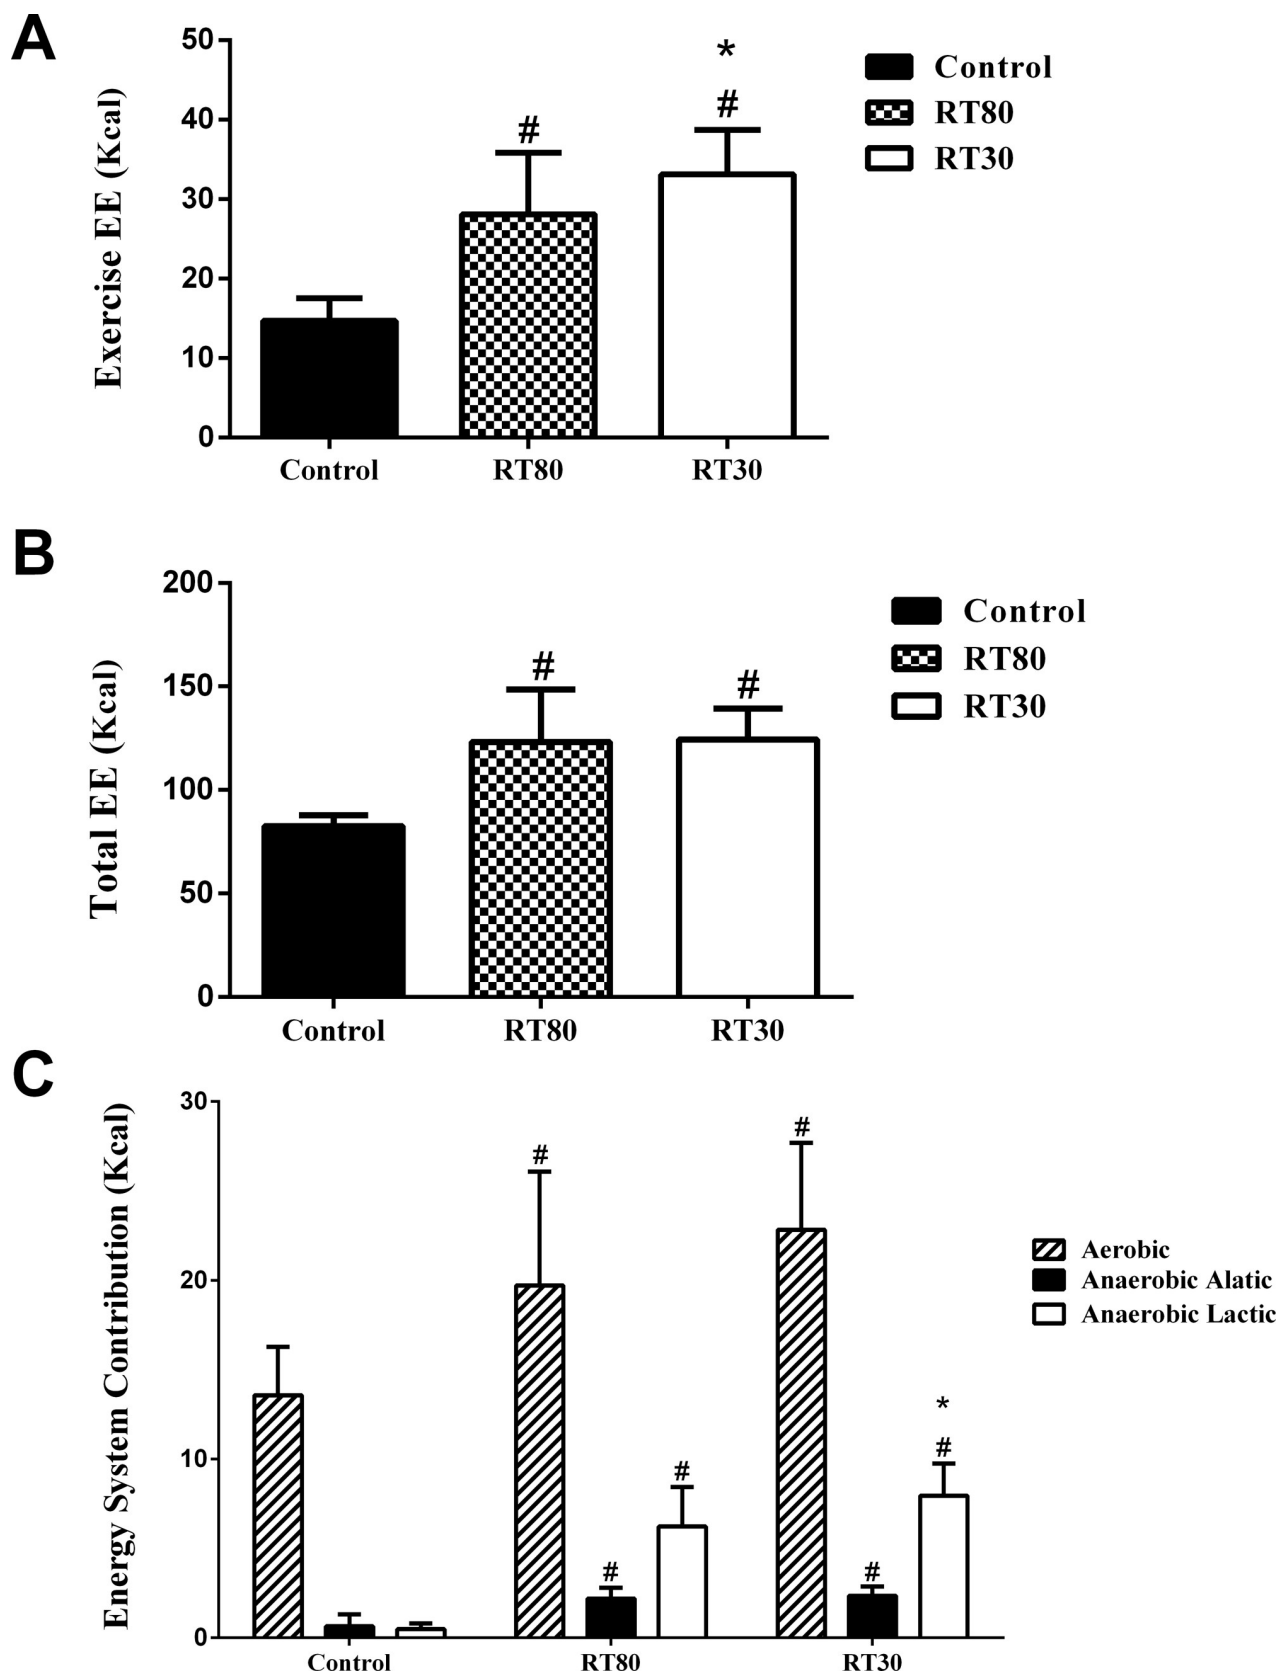 A
Exercise EE (Kcal)
50
40
30
20
10
0
#
*
#
Control
RT80
RT30
Control
RT80
RT30
B
Total EE (Kcal)
200
150
100
50
0
#
#
Control
RT80
RT30
Control
RT80
RT30
C
Energy System Contribution (Kcal)
30
20
10
0
#
#
#
#
#
*
#
Aerobic
Anaerobic Alatic
Anaerobic Lactic
Control
RT80
RT30